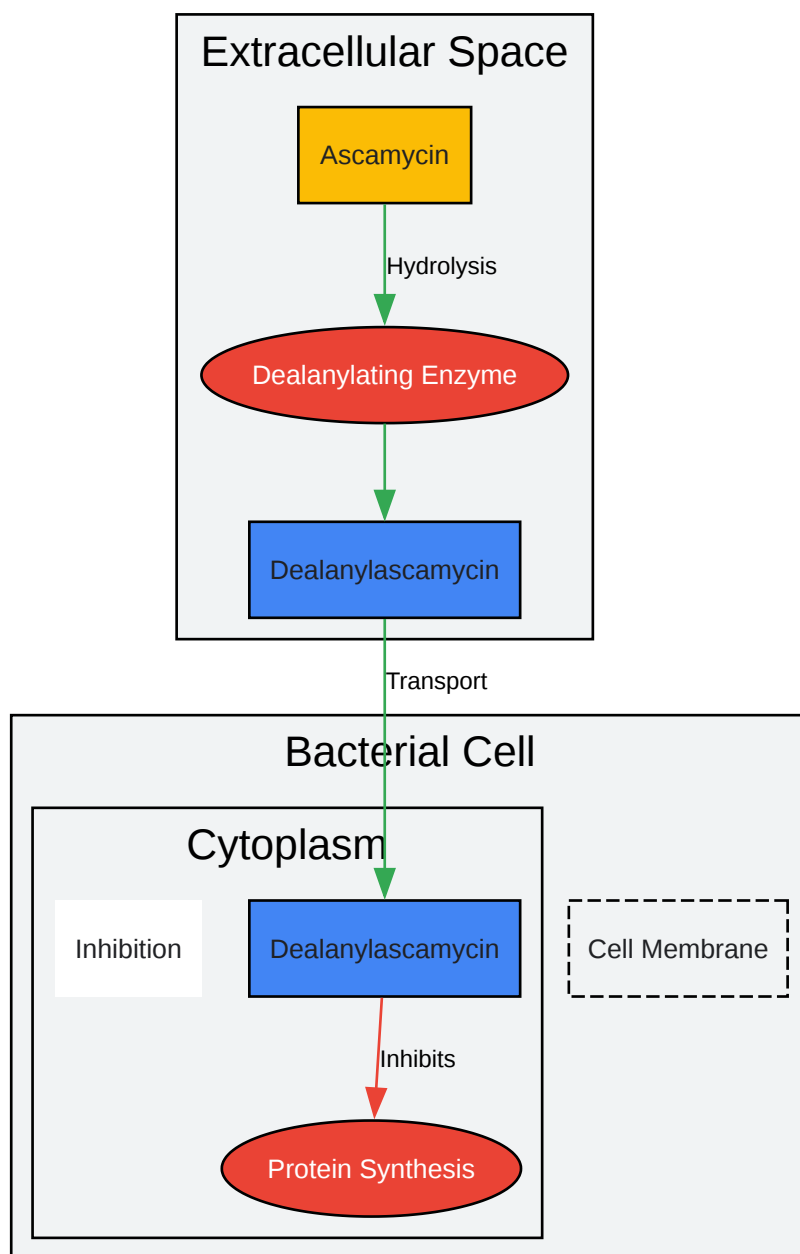 Extracellular Space
Ascamycin
Hydrolysis
Dealanylating Enzyme
Dealanylascamycin
Transport
Bacterial Cell
Cytoplasm
Inhibition
Dealanylascamycin
Cell Membrane
Inhibits
Protein Synthesis